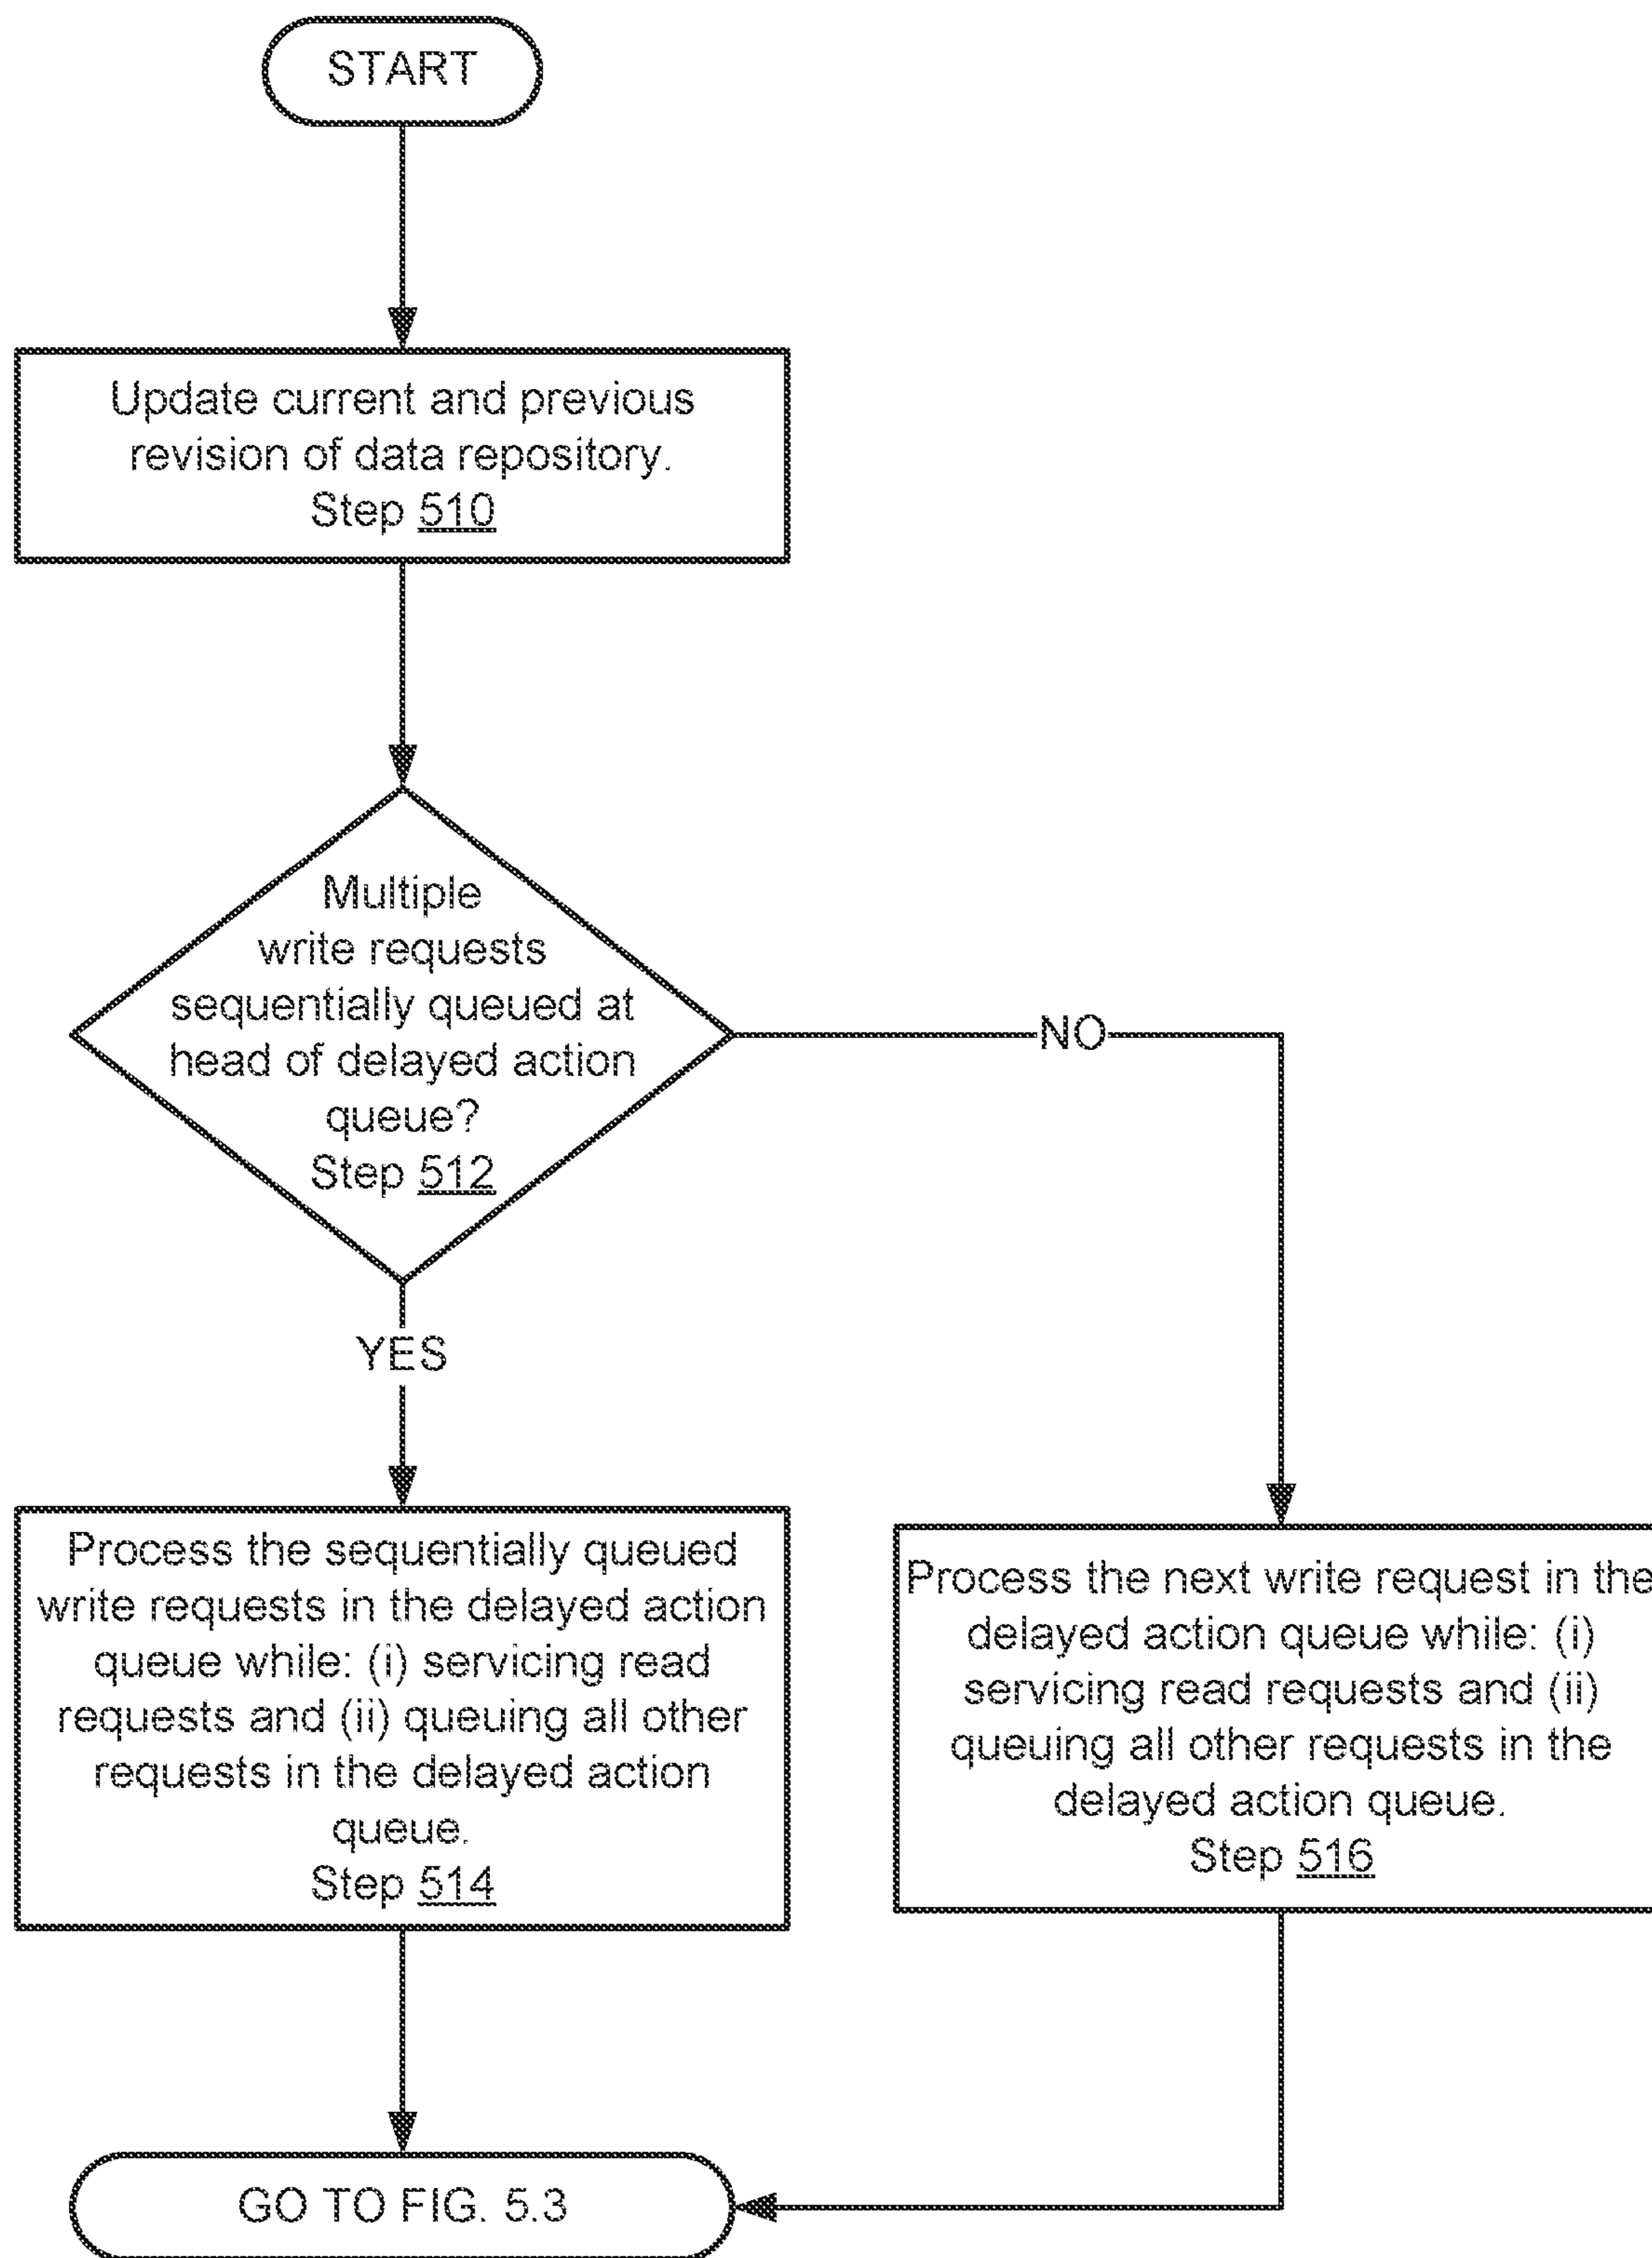 START
Update current and previous
revision of data repository.
Step 510
Multiple
write requests
sequentially queued at
head of delayed action
queue?
Step 512
NO
YES
Process the sequentially queued
write requests in the delayed action
queue while: (i) servicing read
requests and (ii) queuing all other
requests in the delayed action
queue.
Step 514
Process the next write request in the
delayed action queue while: (i)
servicing read requests and (ii)
queuing all other requests in the
delayed action queue.
Step 516
GO TO FIG. 5.3